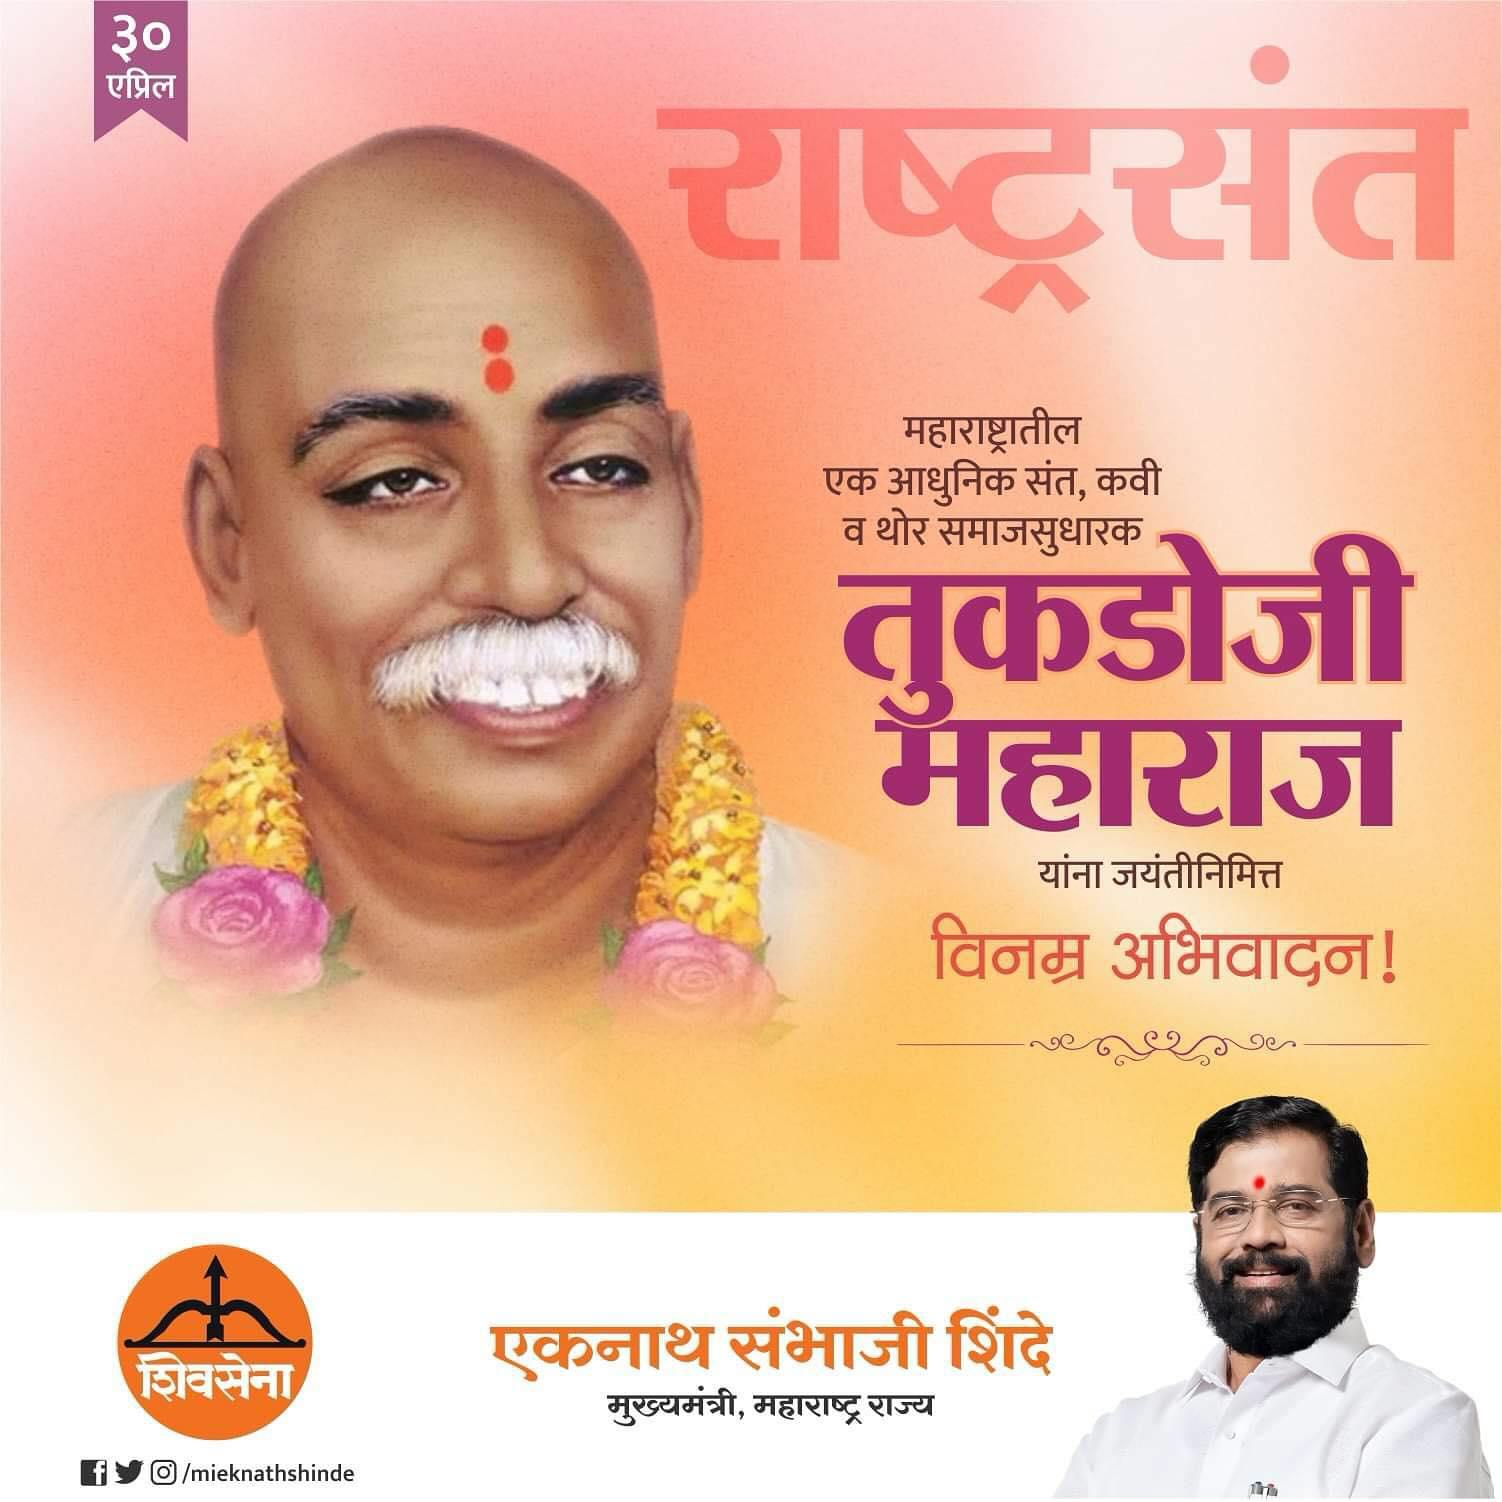 ३०
एप्रिल
राष्ट्रसंत
महाराष्ट्रातील
एक आधुनिक संत, कवी
व थोर समाजसुधारक
तुकडोजी
महाराज
यांना जयंतीनिमित्त
विनम्र अभिवादन!
शिवसेना
एकनाथ संभाजी शिंदे
मुख्यमंत्री, महाराष्ट्र राज्य
/mieknathshinde